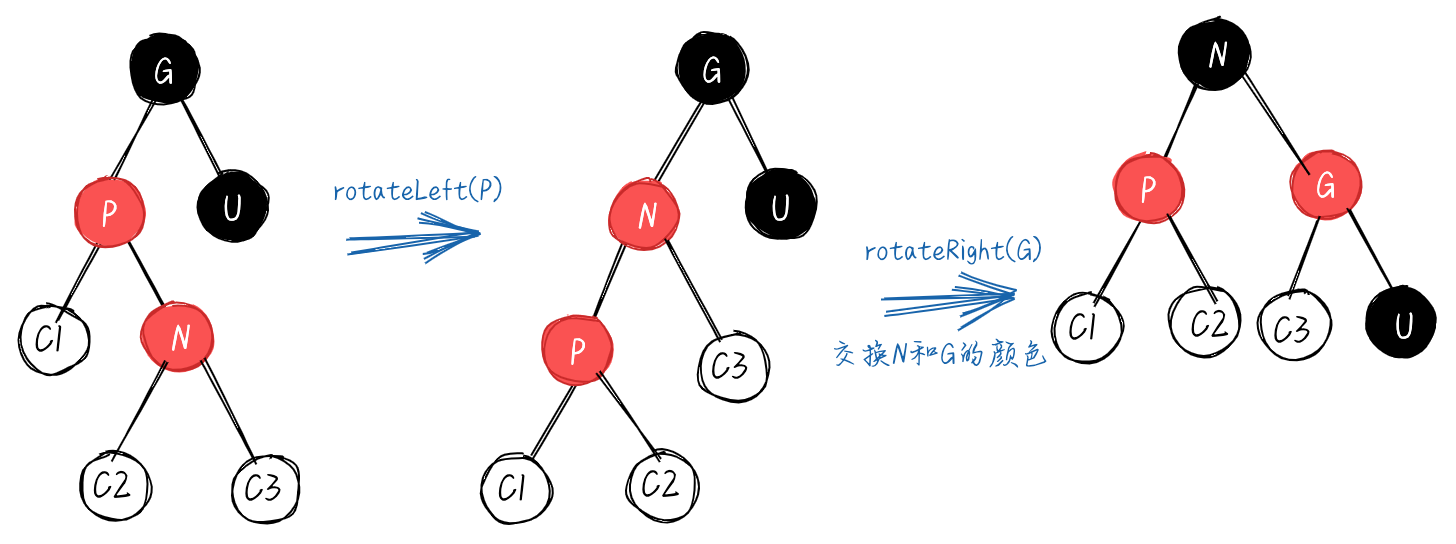 G
P
U
C1
N
C2
C3
rotateLeft(P)
G
N
U
P
C3
C1
C2
rotateRight(G)
交换N和G的颜色
N
P
G
C1
C2
C3
U